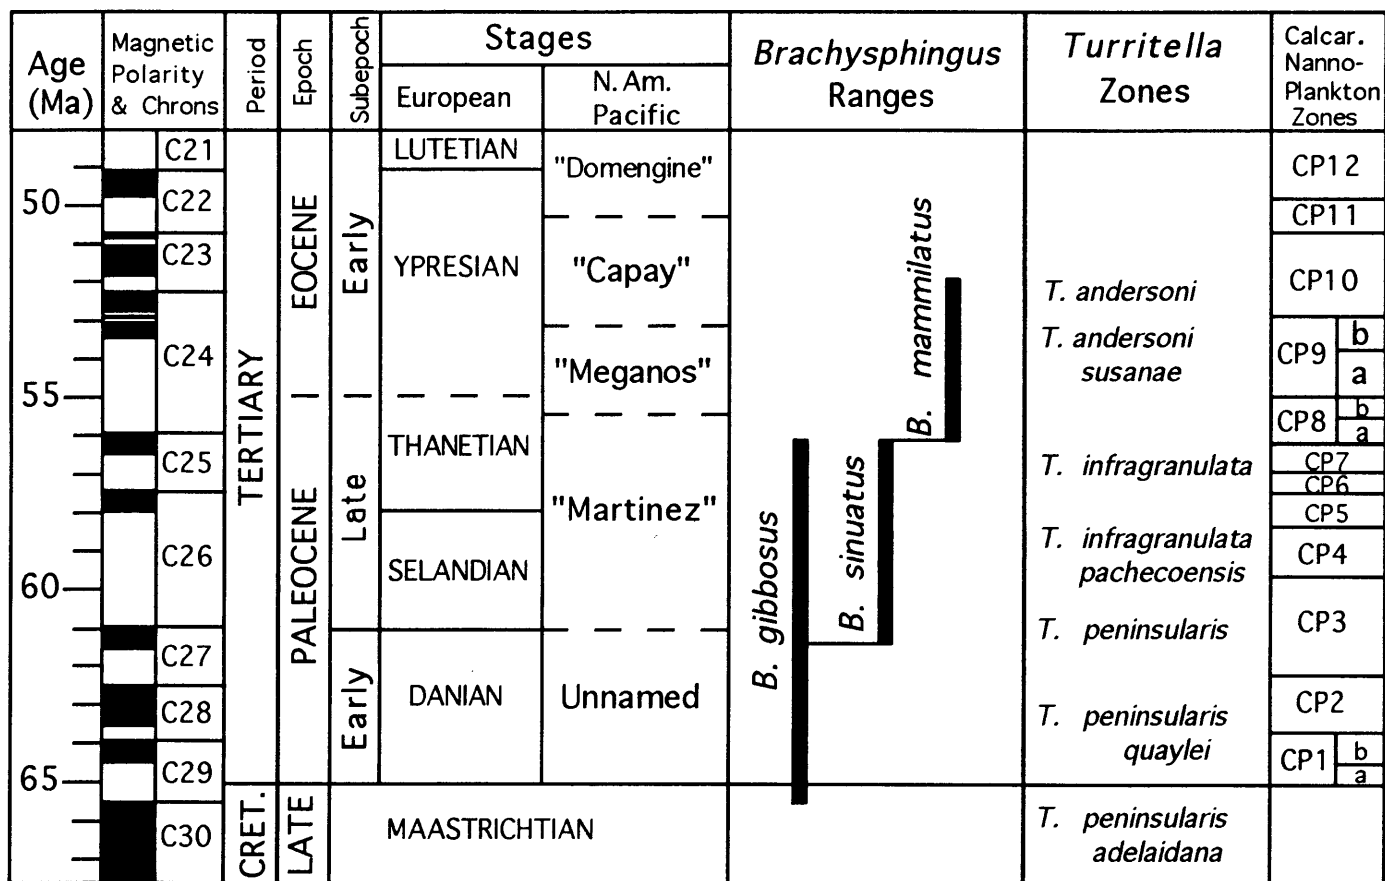 Age
(Ma)
Magnetic
Polarity
& Chrons
Period
Epoch
Subepoch
Stages
European
N. Am.
Pacific
Brachysphingus
Ranges
Turritella
Zones
Calcar.
Nanno-
Plankton
Zones
50
55
60
65
C21
C22
C23
C24
C25
C26
C27
C28
C29
C30
TERTIARY
CRET.
EOCENE
PALEOCENE
LATE
Early
Late
Early
LUTETIAN
YPRESIAN
THANETIAN
SELANDIAN
DANIAN
MAASTRICHTIAN
"Domengine"
"Capay"
"Meganos"
"Martinez"
Unnamed
B. gibbosus
B. sinuatus
B. mammilatus
T. andersoni
T. andersoni
susanae
T. infragranulata
T. infragranulata
pachecoensis
T. peninsularis
T. peninsularis
quaylei
T. peninsularis
adelaidana
CP12
CP11
CP10
CP9
b
a
CP8
b
a
CP7
CP6
CP5
CP4
CP3
CP2
CP1
b
a